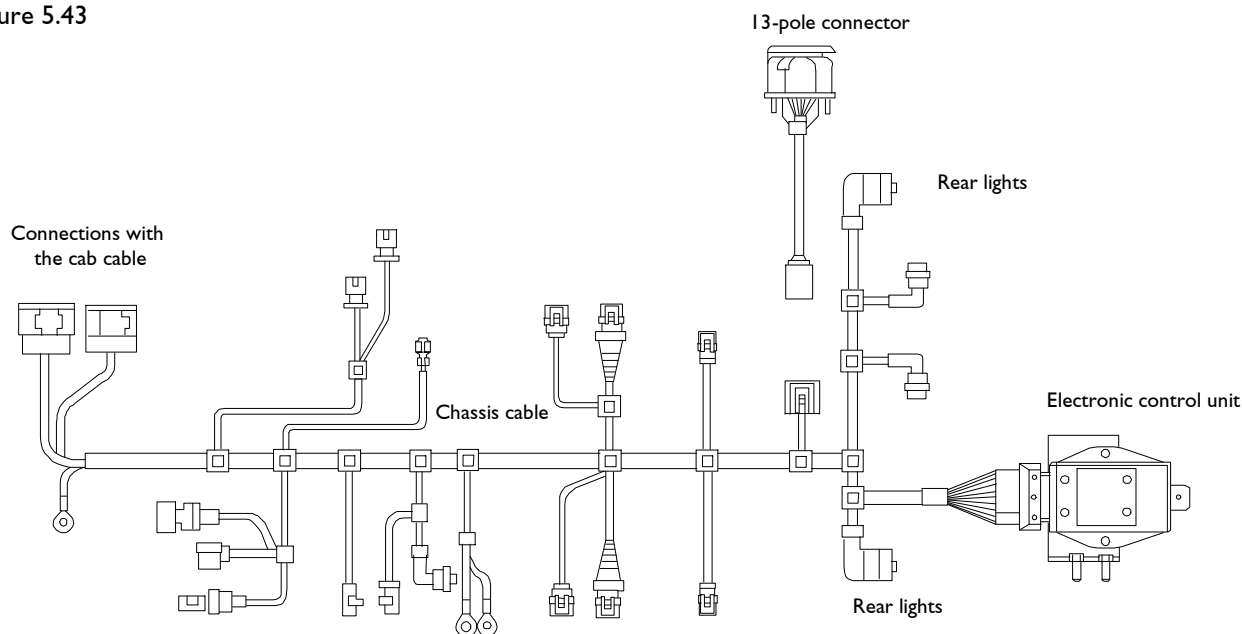 5.43
13-pole connector
Rear lights
Connections with
the cab cable
Chassis cable
Electronic control unit
Rear lights